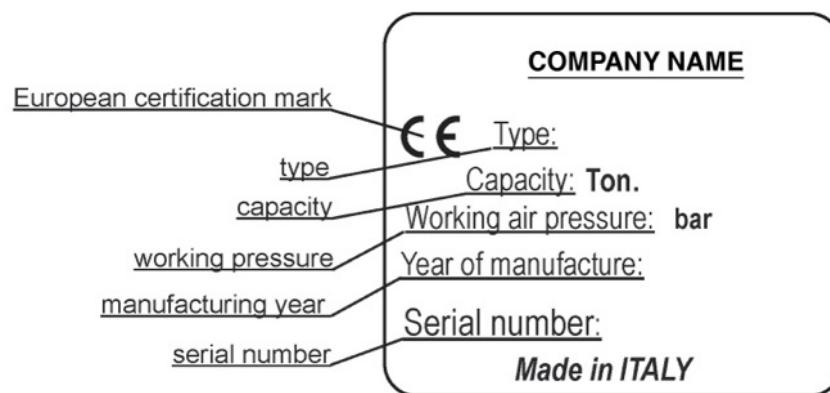 COMPANY NAME
European certification mark
CE Type:
type
Capacity: Ton.
capacity
Working air pressure: bar
working pressure
Year of manufacture:
manufacturing year
Serial number:
serial number
Made in ITALY